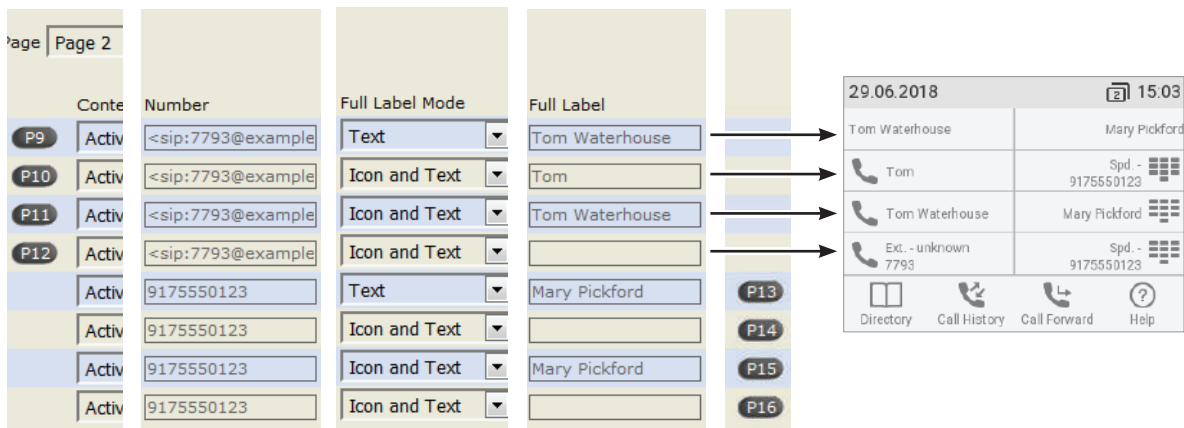 Page Page 2
Conte Number Full Label Mode Full Label
P9 Activ <sip:7793@example Text Tom Waterhouse
P10 Activ <sip:7793@example Icon and Text Tom
P11 Activ <sip:7793@example Icon and Text Tom Waterhouse
P12 Activ <sip:7793@example Icon and Text
Activ 9175550123 Text Mary Pickford P13
Activ 9175550123 Icon and Text P14
Activ 9175550123 Icon and Text Mary Pickford P15
Activ 9175550123 Icon and Text P16
29.06.2018 2 15:03
Tom Waterhouse Mary Pickford
Tom Spd. -
9175550123
Tom Waterhouse Mary Pickford
Ext. - unknown Spd. -
7793 9175550123
Directory Call History Call Forward Help